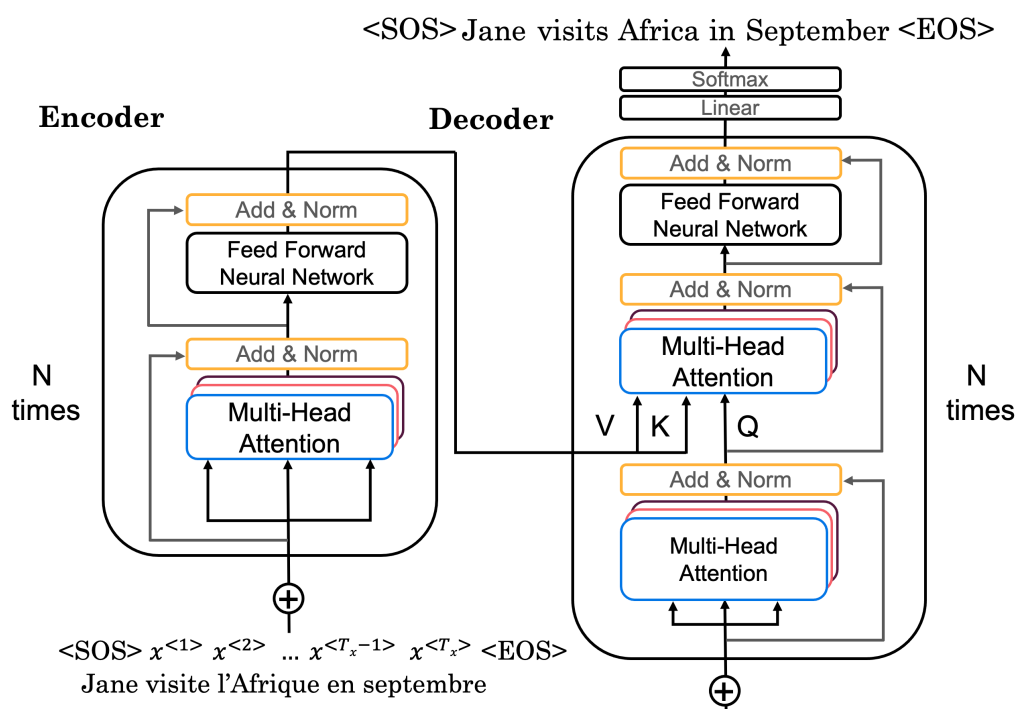 <SOS> Jane visits Africa in September <EOS>
Softmax
Linear
Encoder
Decoder
Add & Norm
Feed Forward
Neural Network
Add & Norm
Multi-Head
Attention
N
times
<SOS> x<1> x<2> ... x<Tx-1> x<Tx> <EOS>
Jane visite l'Afrique en septembre
Add & Norm
Feed Forward
Neural Network
Add & Norm
Multi-Head
Attention
V K Q
Add & Norm
Multi-Head
Attention
N
times